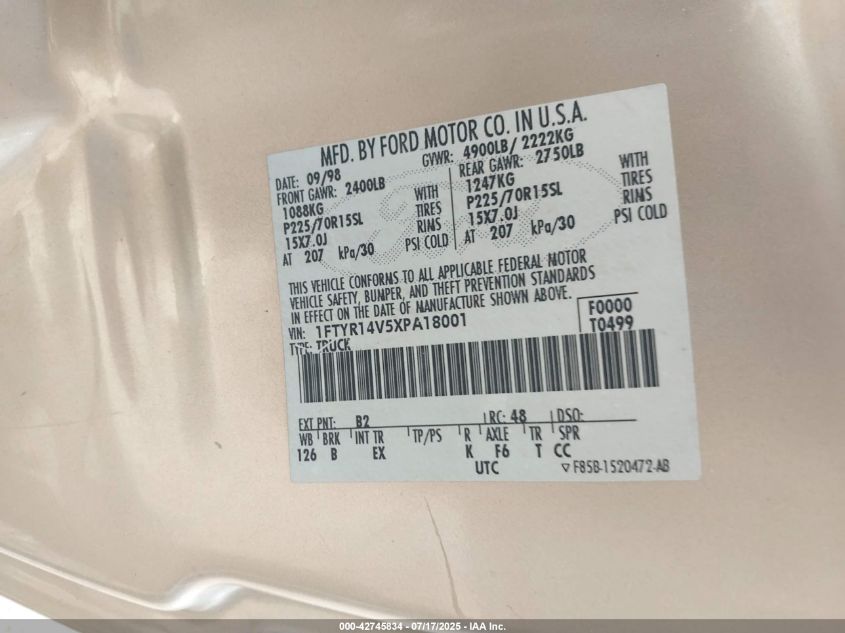 MFD. BY FORD MOTOR CO. IN U.S.A.
DATE: 09/98 GVWR: 4900LB/ 2222KG
FRONT GAWR: 2400LB REAR GAWR: 2750LB
1088KG WITH 1247KG WITH
P225/70R15SL TIRES P225/70R15SL TIRES
15X7.0J RIMS 15X7.0J RIMS
AT 207 kPa/30 PSI COLD AT 207 kPa/30 PSI COLD
THIS VEHICLE CONFORMS TO ALL APPLICABLE FEDERAL MOTOR
VEHICLE SAFETY, BUMPER, AND THEFT PREVENTION STANDARDS
IN EFFECT ON THE DATE OF MANUFACTURE SHOWN ABOVE.
VIN: 1FTYR14V5XPA18001 F0000
TYPE: TRUCK T0499
EXT PNT: B2 RC: 48 DSO:
WB BRK INT TR TP/PS R AXLE TR SPR
126 B EX K F6 T CC
UTC F85B-1520472-AB
000-42745834 - 07/17/2025 - IAA Inc.